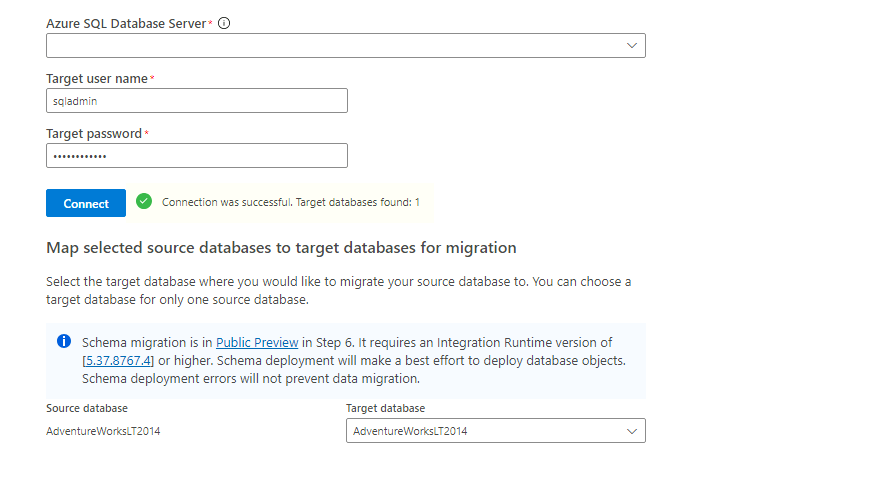 Azure SQL Database Server*
Target user name*
sqladmin
Target password*
••••••••••••
Connect
Connection was successful. Target databases found: 1
Map selected source databases to target databases for migration
Select the target database where you would like to migrate your source database to. You can choose a
target database for only one source database.
Schema migration is in Public Preview in Step 6. It requires an Integration Runtime version of
[5.37.8767.4] or higher. Schema deployment will make a best effort to deploy database objects.
Schema deployment errors will not prevent data migration.
Source database Target database
AdventureWorksLT2014 AdventureWorksLT2014